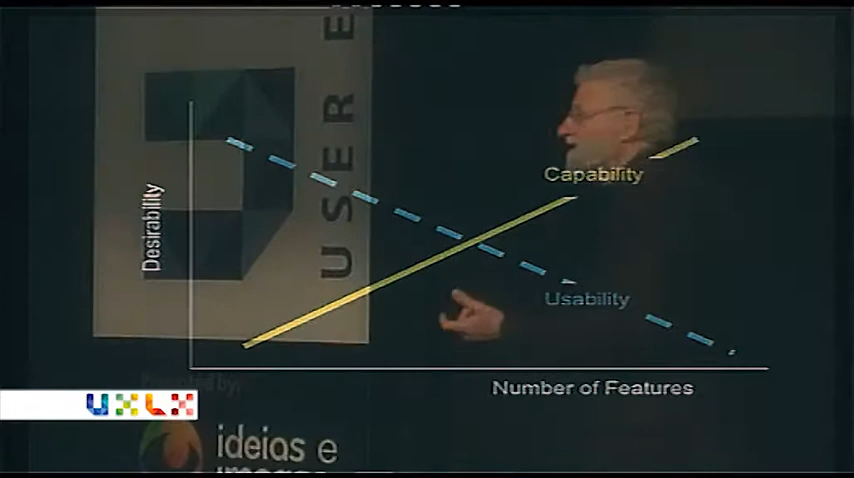 USER E
Capability
Desirability
Usability
Number of Features
UXLX
ideias e